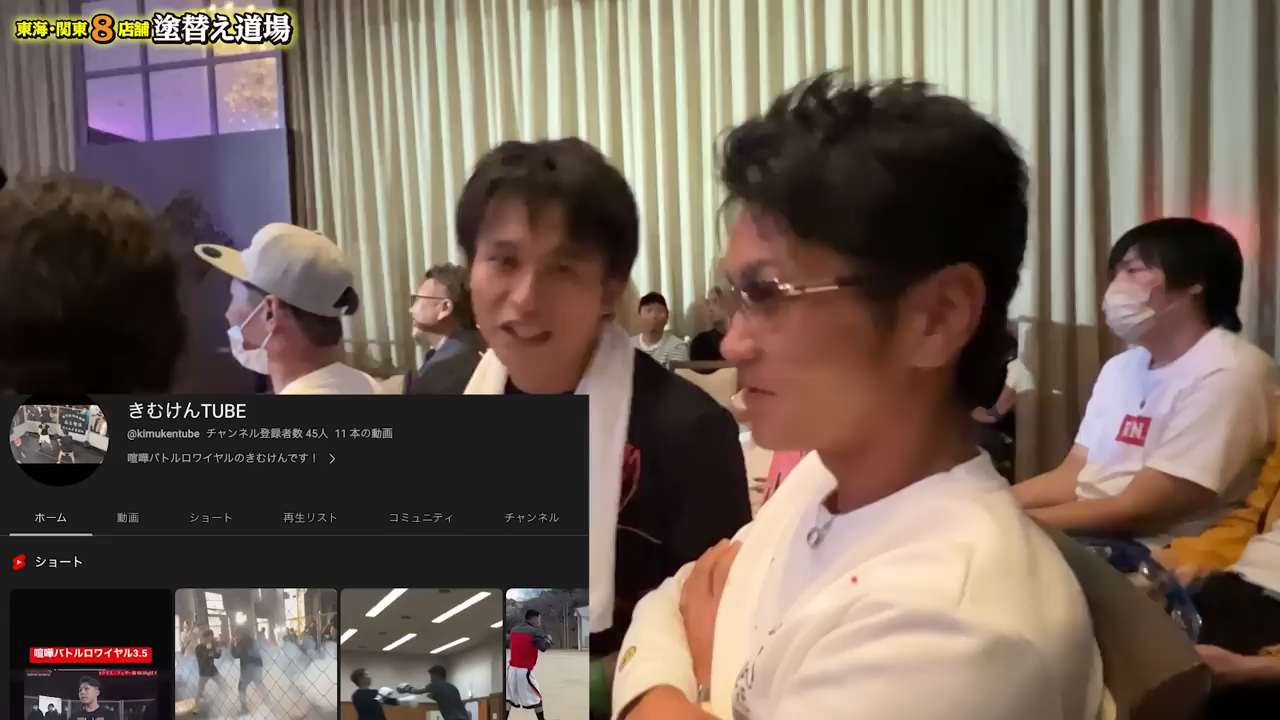 東海・関東8店舗塗替え道場
きむけんTUBE
@kimukentube チャンネル登録者数 45人 11 本の動画
喧嘩バトルロワイヤルのきむけんです！
ホーム 動画 ショート 再生リスト コミュニティ チャンネル
ショート
喧嘩バトルロワイヤル3.5